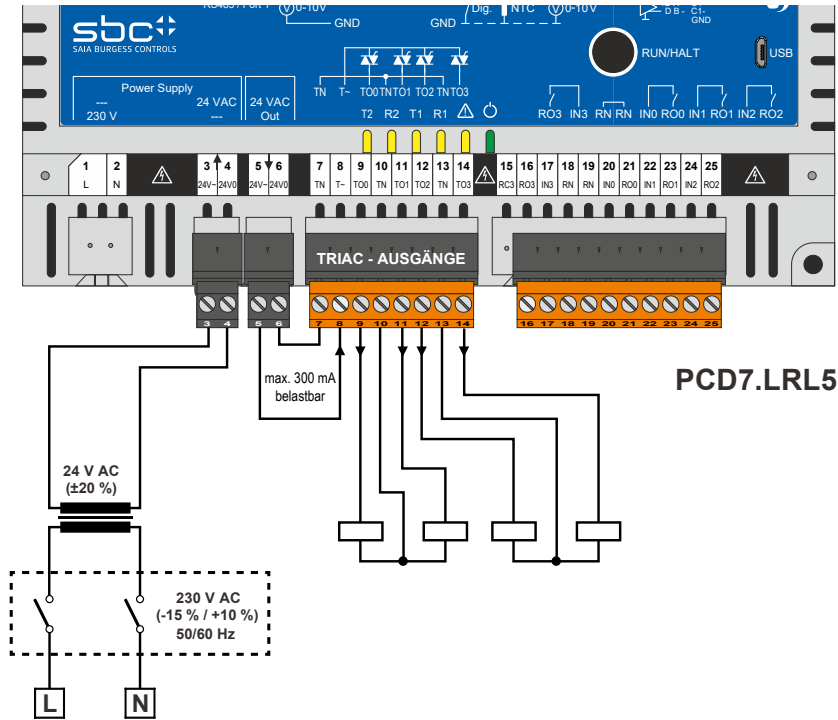 GND
GND
Dig.
NTC
0-10V
V
0-10V
GND
sbc
SAIA BURGESS CONTROLS
RUN/HALT
USB
Power Supply
---
230 V
24 VAC
---
24 VAC
Out
TN T~ TO0 TN TO1 TO2 TN TO3
T2 R2 T1 R1
RO3 IN3 RN RN IN0 RO0 IN1 RO1 IN2 RO2
1 2 3 4 5 6 7 8 9 10 11 12 13 14 15 16 17 18 19 20 21 22 23 24 25
L N 24V~ 24V0 24V~ 24V0 TN T~ TO0 TN TO1 TO2 TN TO3 RC3 RO3 IN3 RN RN IN0 RO0 IN1 RO1 IN2 RO2
TRIAC - AUSGÄNGE
3 4 5 6 7 8 9 10 11 12 13 14 16 17 18 19 20 21 22 23 24 25
max. 300 mA
belastbar
PCD7.LRL5
24 V AC
(±20 %)
230 V AC
(-15 % / +10 %)
50/60 Hz
L N